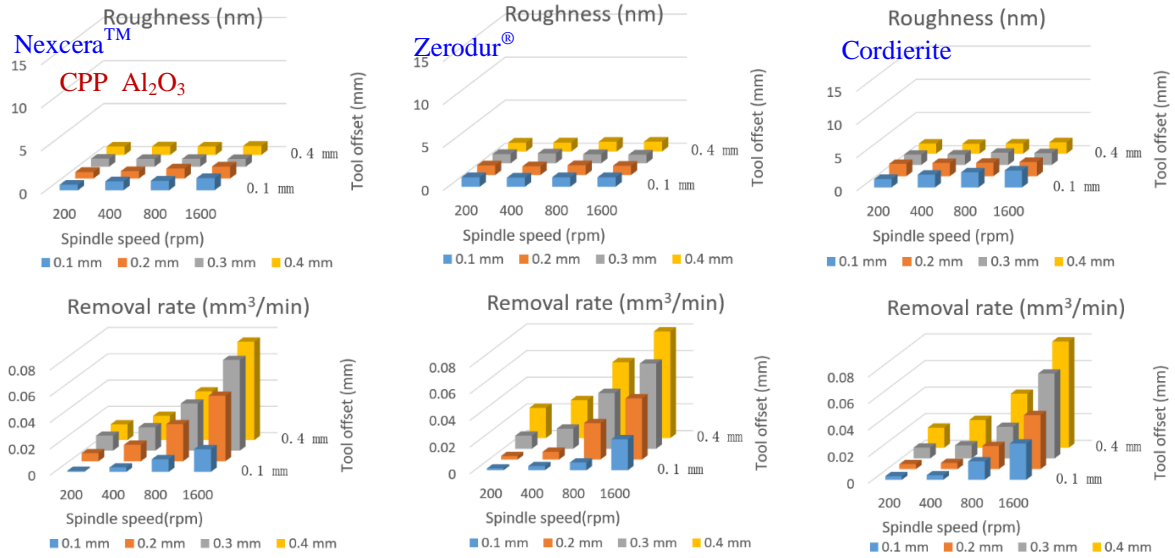 Roughness (nm)
Nexcera™
CPP Al₂O₃
15
10
5
0
200 400 800 1600
Spindle speed (rpm)
0.4 mm
0.1 mm
Tool offset (mm)
0.1 mm 0.2 mm 0.3 mm 0.4 mm
Roughness (nm)
Zerodur®
15
10
5
0
200 400 800 1600
Spindle speed (rpm)
0.4 mm
0.1 mm
Tool offset (mm)
0.1 mm 0.2 mm 0.3 mm 0.4 mm
Roughness (nm)
Cordierite
15
10
5
0
200 400 800 1600
Spindle speed (rpm)
0.4 mm
0.1 mm
Tool offset (mm)
0.1 mm 0.2 mm 0.3 mm 0.4 mm
Removal rate (mm³/min)
0.08
0.06
0.04
0.02
0
200 400 800 1600
Spindle speed(rpm)
0.4 mm
0.1 mm
Tool offset (mm)
0.1 mm 0.2 mm 0.3 mm 0.4 mm
Removal rate (mm³/min)
0.08
0.06
0.04
0.02
0
200 400 800 1600
Spindle speed (rpm)
0.4 mm
0.1 mm
Tool offset (mm)
0.1 mm 0.2 mm 0.3 mm 0.4 mm
Removal rate (mm³/min)
0.08
0.06
0.04
0.02
0
200 400 800 1600
Spindle speed (rpm)
0.4 mm
0.1 mm
Tool offset (mm)
0.1 mm 0.2 mm 0.3 mm 0.4 mm